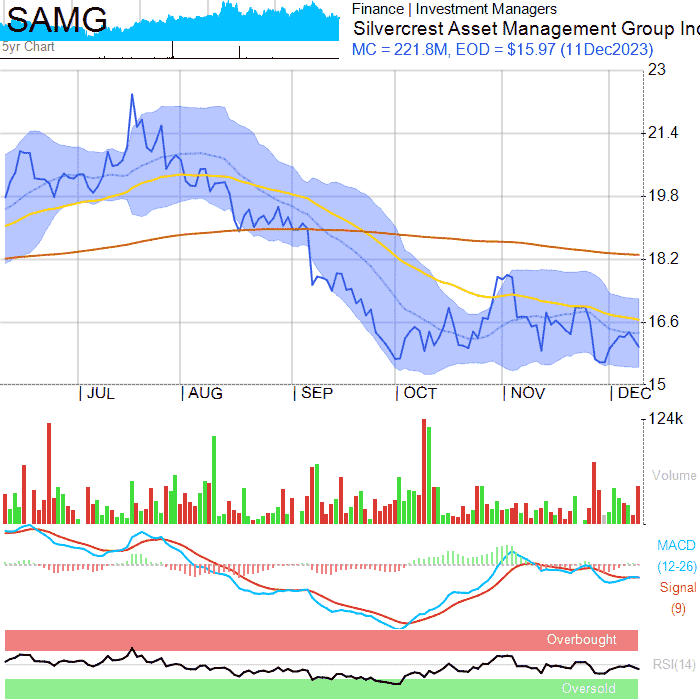 SAMG
5yr Chart
Finance | Investment Managers
Silvercrest Asset Management Group Inc
MC = 221.8M, EOD = $15.97 (11Dec2023)
23
21.4
19.8
18.2
16.6
15
JUL AUG SEP OCT NOV DEC
124k
Volume
MACD
(12-26)
Signal
(9)
Overbought
RSI(14)
Oversold